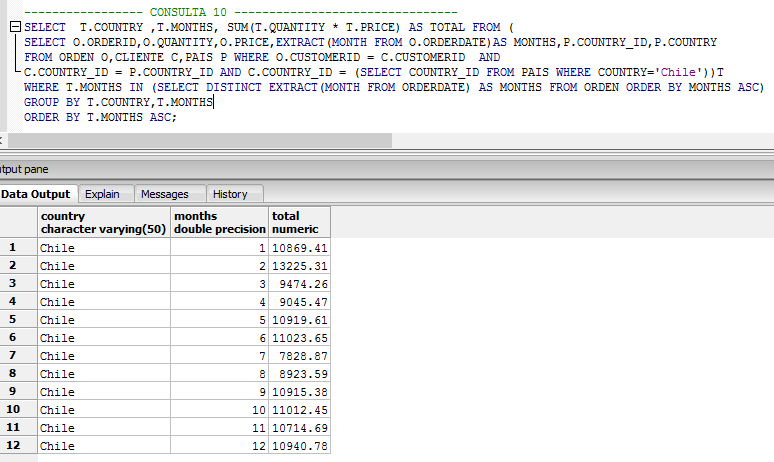 ---------------- CONSULTA 10 ------------------------------
SELECT  T.COUNTRY ,T.MONTHS, SUM(T.QUANTITY * T.PRICE) AS TOTAL FROM (
SELECT O.ORDERID,O.QUANTITY,O.PRICE,EXTRACT(MONTH FROM O.ORDERDATE)AS MONTHS,P.COUNTRY_ID,P.COUNTRY
FROM ORDEN O,CLIENTE C,PAIS P WHERE O.CUSTOMERID = C.CUSTOMERID  AND
C.COUNTRY_ID = P.COUNTRY_ID AND C.COUNTRY_ID = (SELECT COUNTRY_ID FROM PAIS WHERE COUNTRY='Chile'))T
WHERE T.MONTHS IN (SELECT DISTINCT EXTRACT(MONTH FROM ORDERDATE) AS MONTHS FROM ORDEN ORDER BY MONTHS ASC)
GROUP BY T.COUNTRY,T.MONTHS
ORDER BY T.MONTHS ASC;
tput pane
Data Output Explain Messages History
country months total
character varying(50) double precision numeric
1 Chile 1 10869.41
2 Chile 2 13225.31
3 Chile 3 9474.26
4 Chile 4 9045.47
5 Chile 5 10919.61
6 Chile 6 11023.65
7 Chile 7 7828.87
8 Chile 8 8923.59
9 Chile 9 10915.38
10 Chile 10 11012.45
11 Chile 11 10714.69
12 Chile 12 10940.78